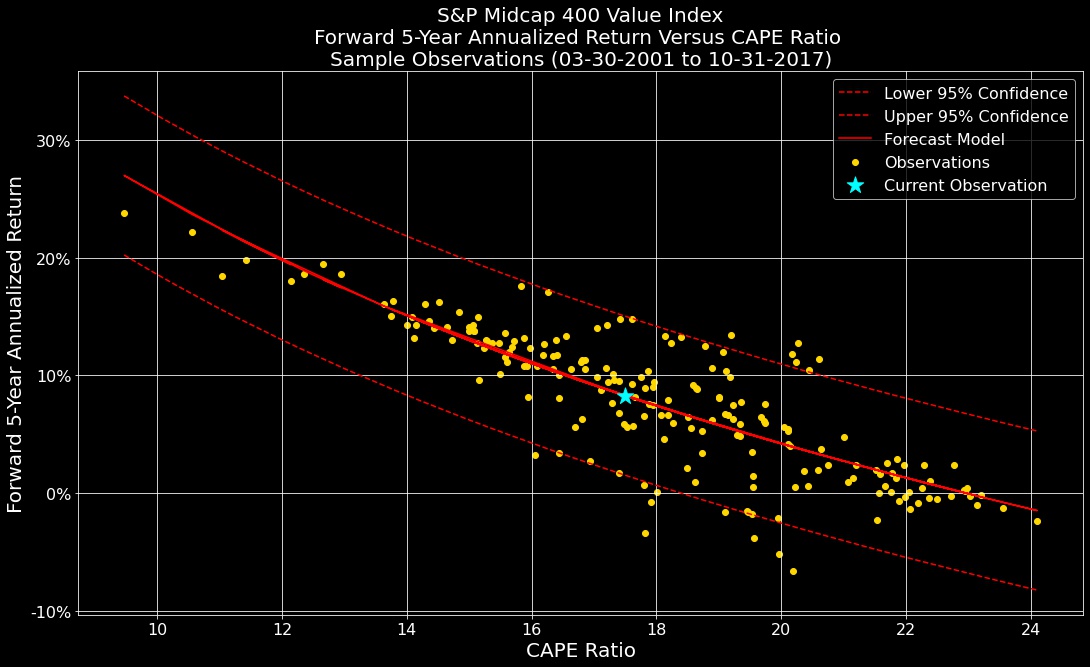 S&P Midcap 400 Value Index
Forward 5-Year Annualized Return Versus CAPE Ratio
Sample Observations (03-30-2001 to 10-31-2017)
Lower 95% Confidence
Upper 95% Confidence
Forecast Model
Observations
Current Observation
Forward 5-Year Annualized Return
30%
20%
10%
0%
-10%
10 12 14 16 18 20 22 24
CAPE Ratio